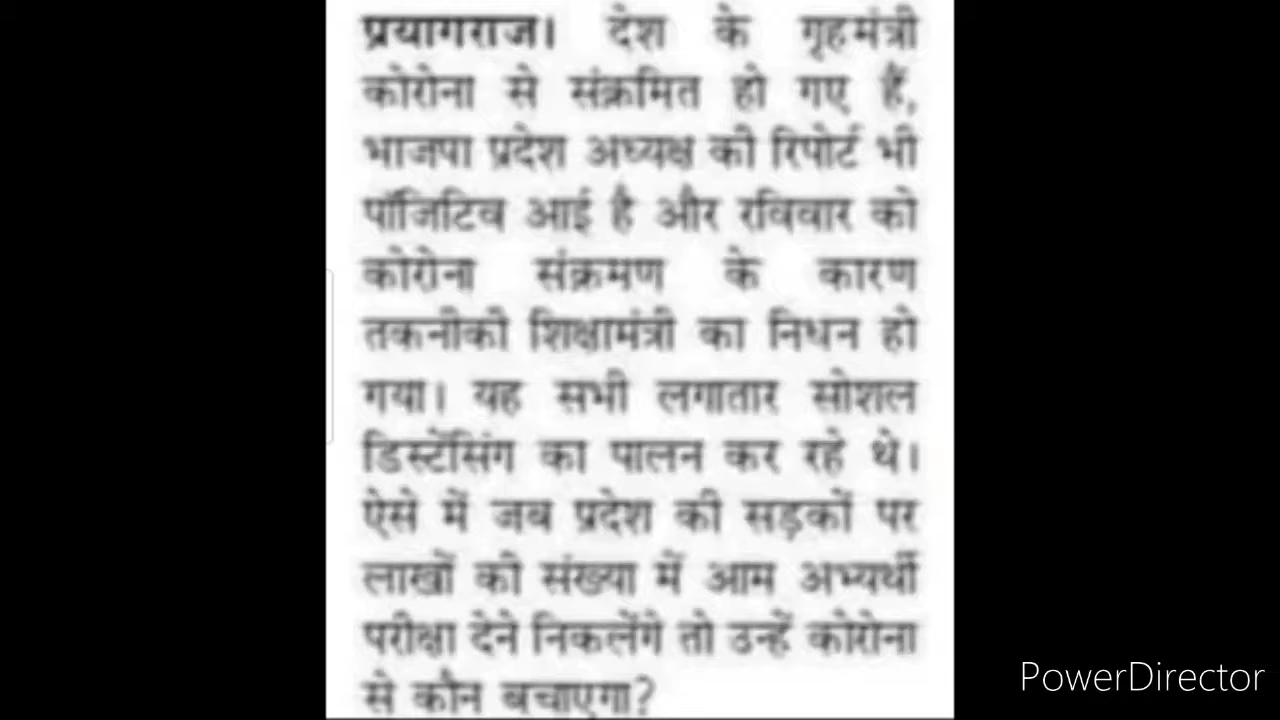 प्रयागराज। देश के गृहमंत्री
कोरोना से संक्रमित हो गए हैं,
भाजपा प्रदेश अध्यक्ष की रिपोर्ट भी
पॉजिटिव आई है और रविवार को
कोरोना संक्रमण के कारण
तकनीकी शिक्षामंत्री का निधन हो
गया। यह सभी लगातार सोशल
डिस्टेंसिंग का पालन कर रहे थे।
ऐसे में जब प्रदेश की सड़कों पर
लाखों की संख्या में आम अभ्यर्थी
परीक्षा देने निकलेंगे तो उन्हें कोरोना
से कौन बचाएगा?
PowerDirector